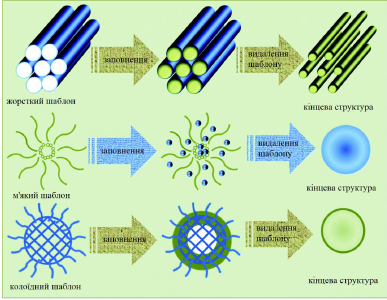 заповнення
видалення
шаблону
жорсткий шаблон
кінцева структура
заповнення
видалення
шаблону
м'який шаблон
кінцева структура
заповнення
видалення
шаблону
колоїдний шаблон
кінцева структура